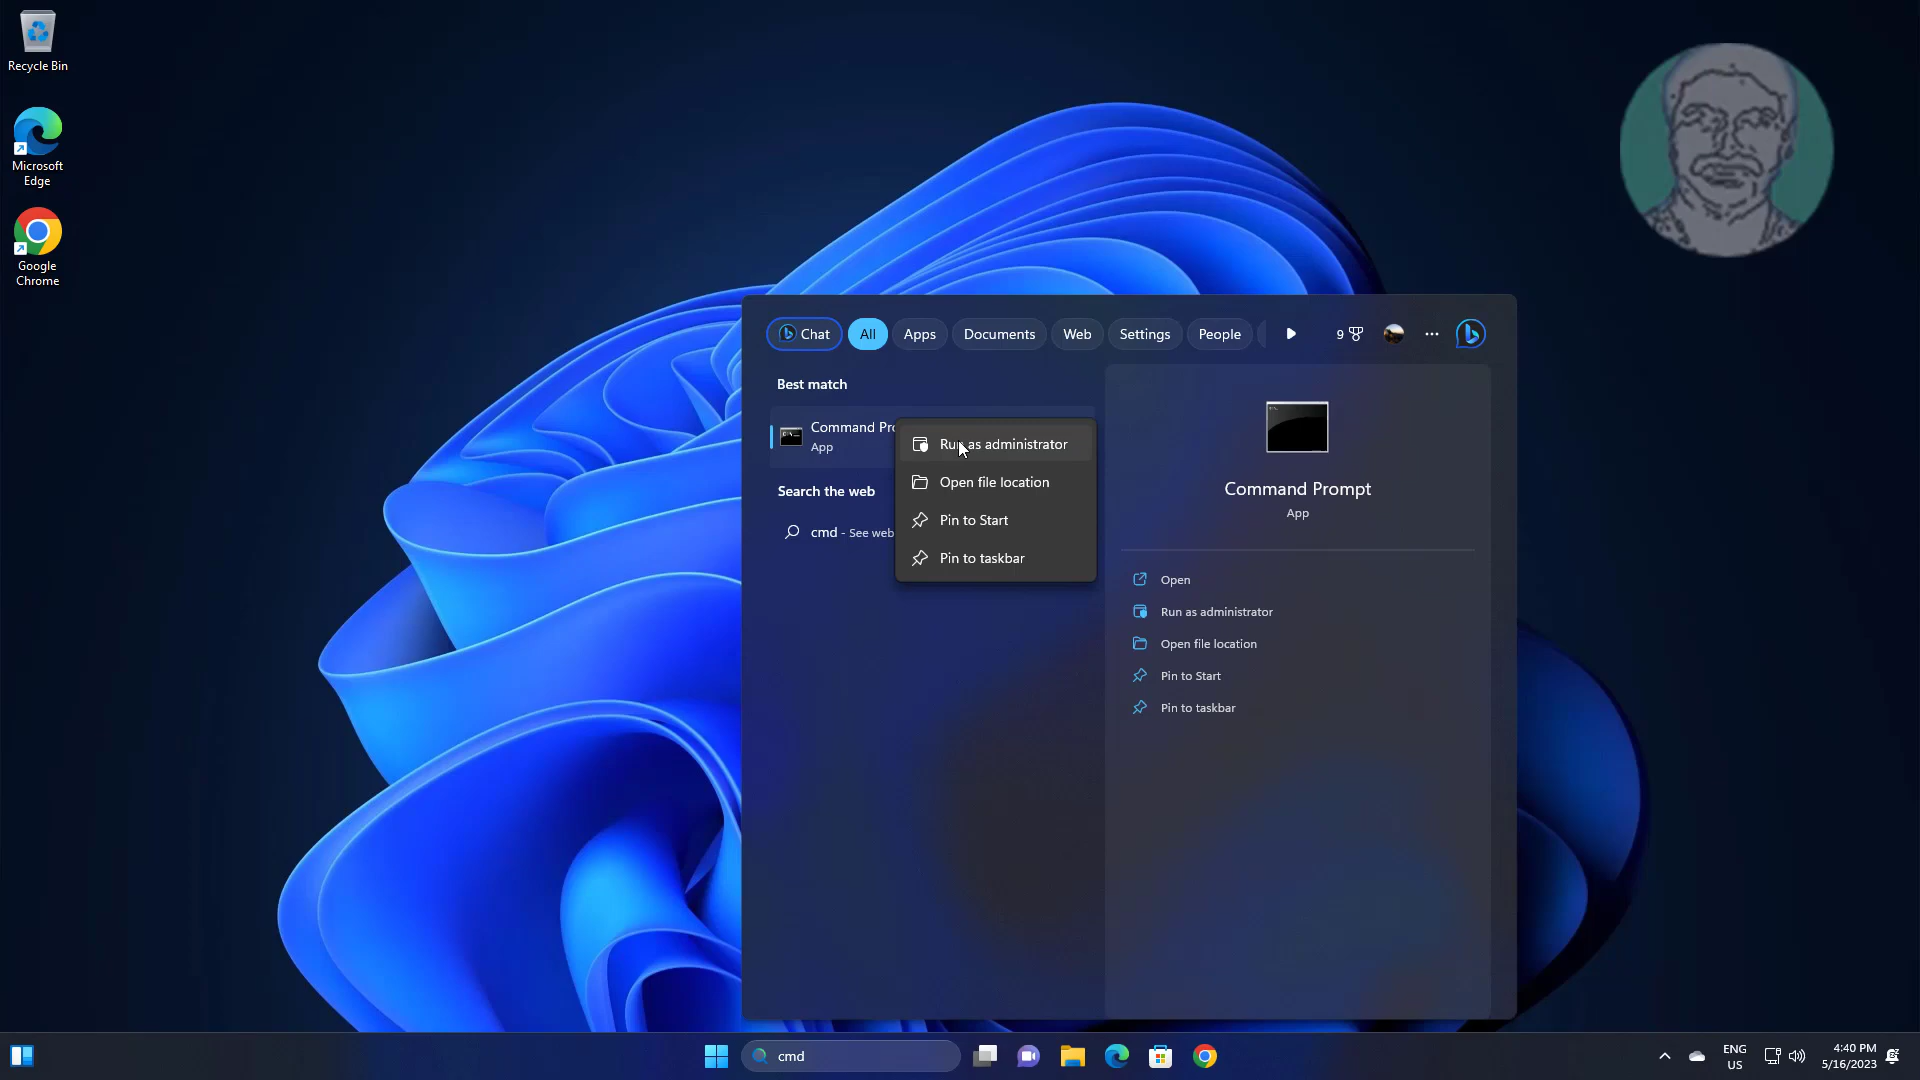 Recycle Bin
Microsoft
Edge
Google
Chrome
Chat
All
Apps
Documents
Web
Settings
People
9
Best match
Command Pro
App
Search the web
cmd - See web
Run as administrator
Open file location
Pin to Start
Pin to taskbar
Command Prompt
App
Open
Run as administrator
Open file location
Pin to Start
Pin to taskbar
cmd
ENG
US
4:40 PM
5/16/2023